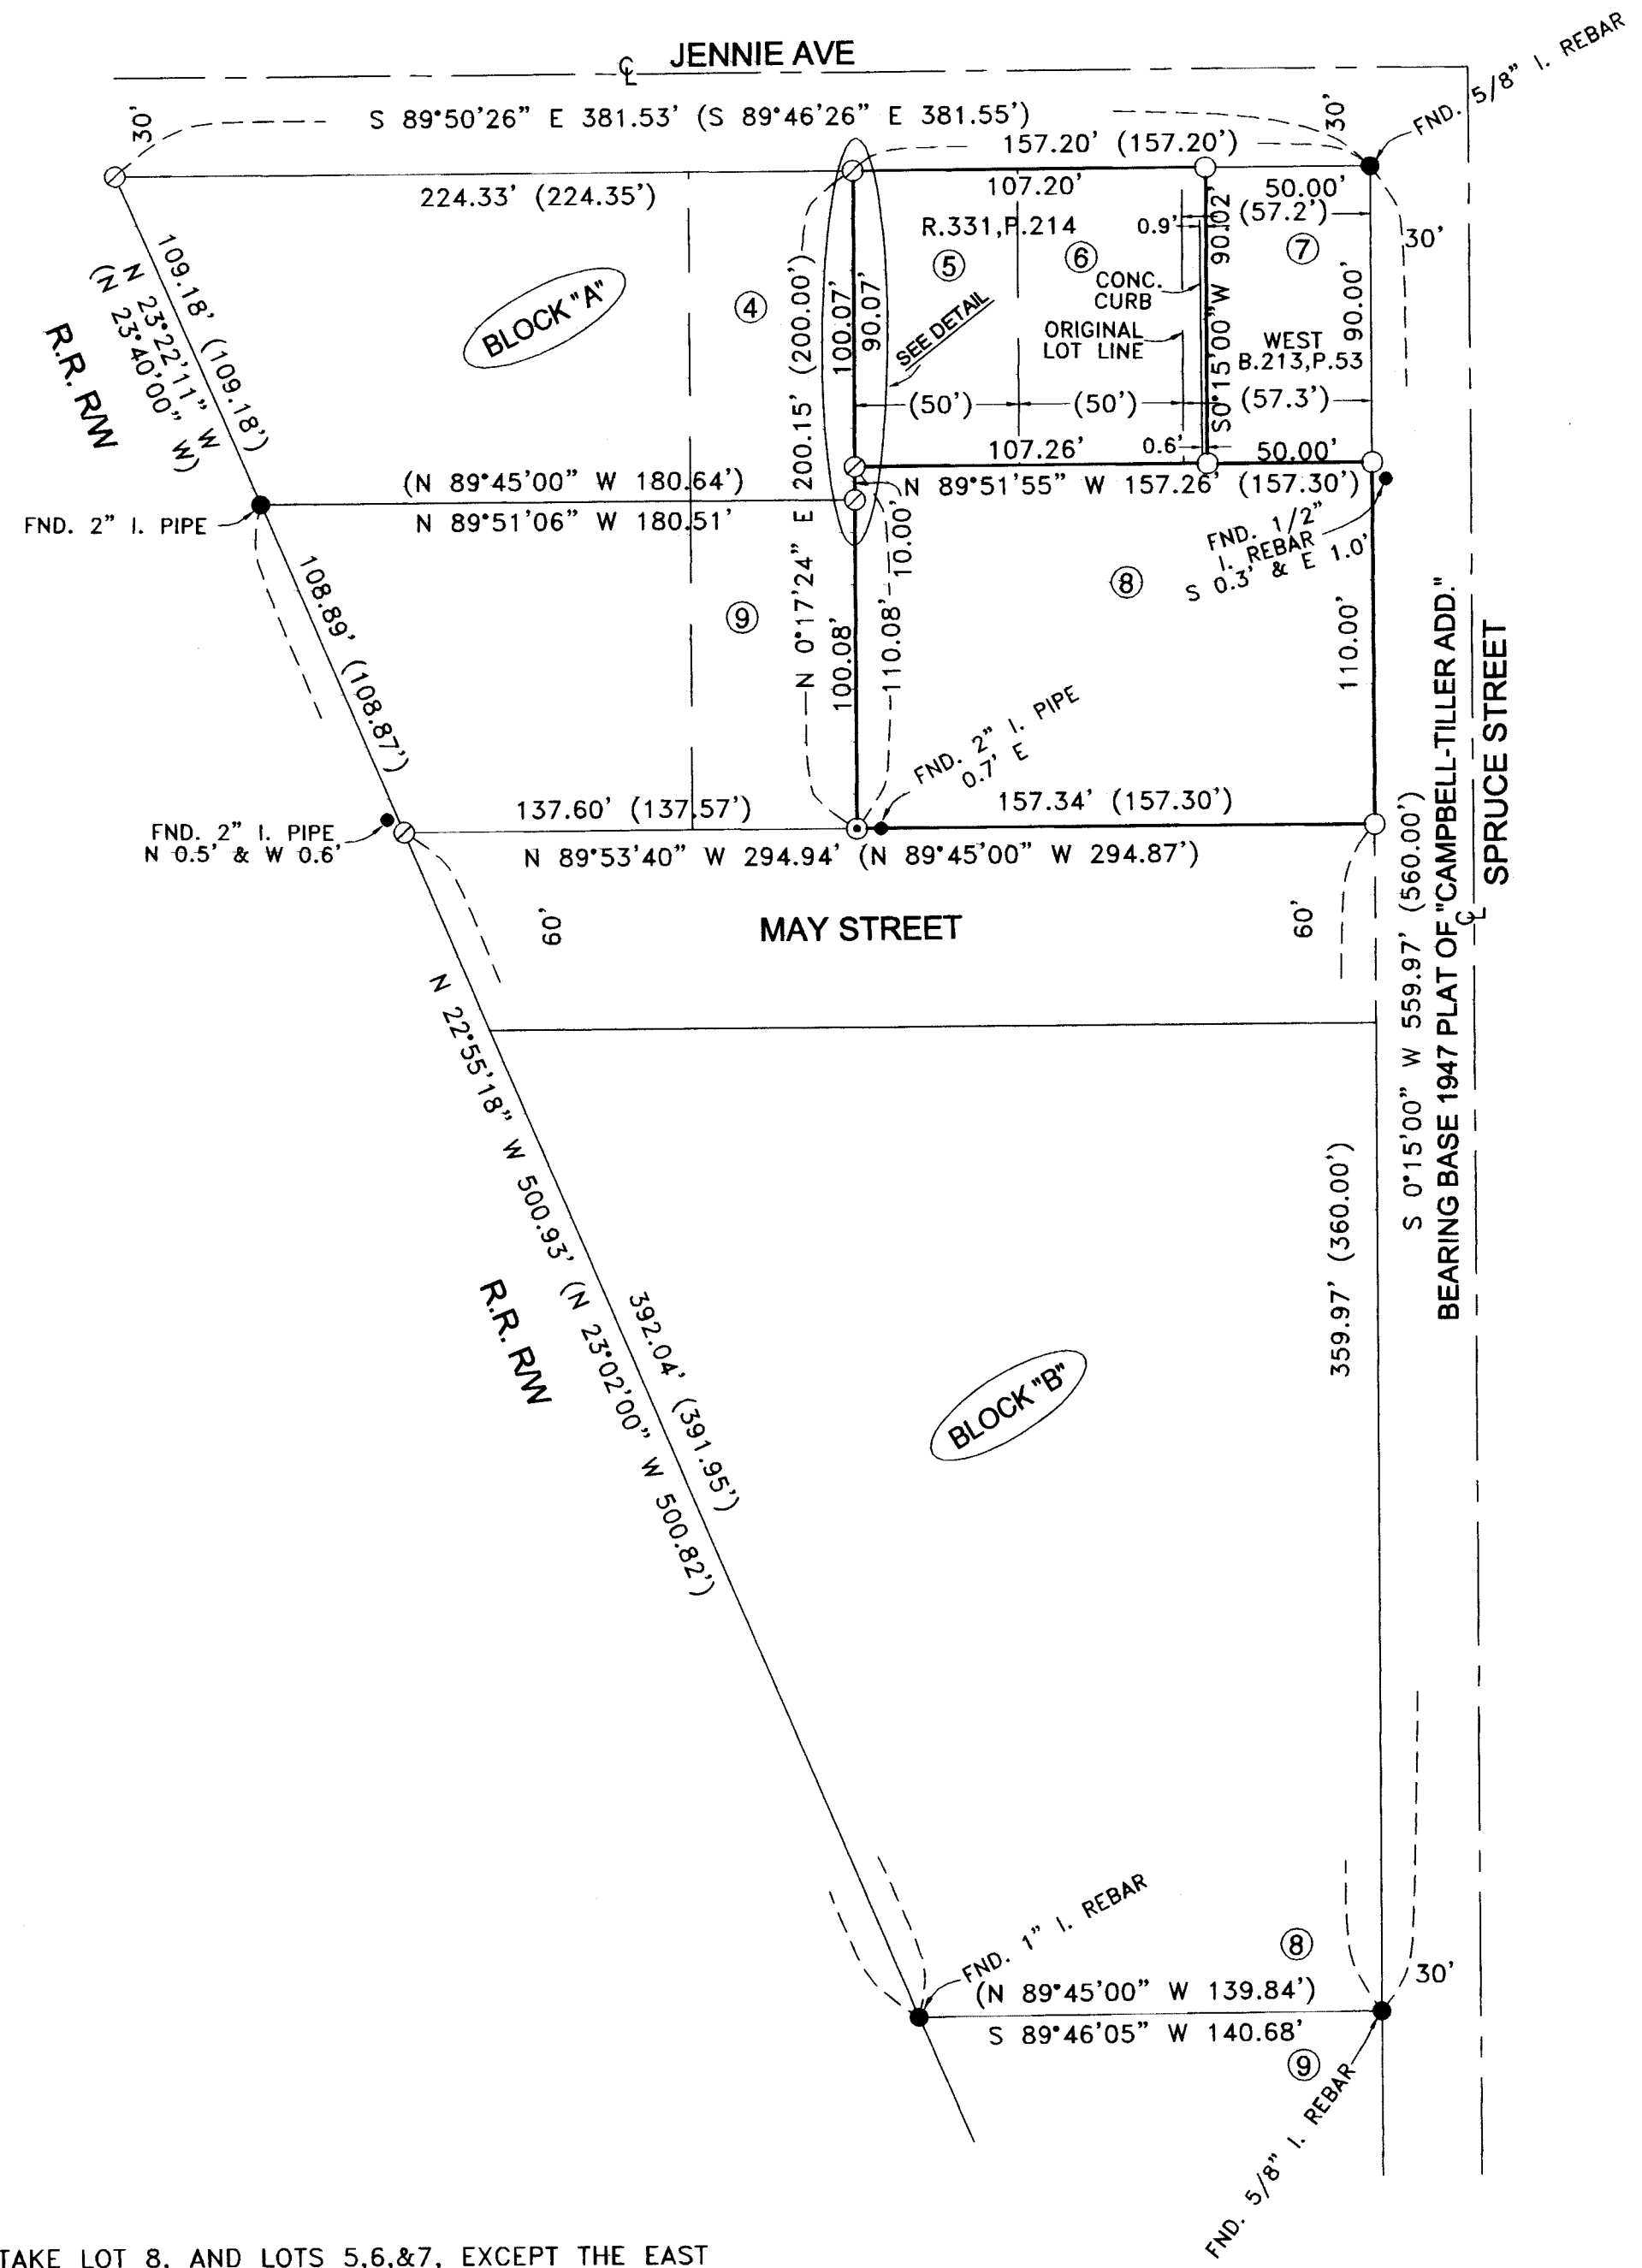 JENNIE AVE
℄
FND. 5/8" I. REBAR
30'
S 89°50'26" E 381.53' (S 89°46'26" E 381.55')
30'
157.20' (157.20')
224.33' (224.35')
107.20'
50.00'
(57.2')
30'
R.331,P.214
0.9'
⑦
⑤
⑥
CONC.
CURB
BLOCK "A"
④
SEE DETAIL
ORIGINAL
LOT LINE
WEST
B.213,P.53
S0°15'00"W 90.02'
90.00'
109.18' (109.18')
N 23°22'11" W
(N 23°40'00" W)
R.R. R/W
100.07'
90.07'
N 0°17'24" E 200.15' (200.00')
(50')
(50')
(57.3')
107.26'
0.6'
50.00'
(N 89°45'00" W 180.64')
N 89°51'06" W 180.51'
N 89°51'55" W 157.26' (157.30')
FND. 2" I. PIPE
10.00'
FND. 1/2"
I. REBAR
S 0.3' & E 1.0'
⑧
108.89' (108.87')
⑨
100.08'
110.08'
110.00'
FND. 2" I. PIPE
0.7' E
137.60' (137.57')
157.34' (157.30')
FND. 2" I. PIPE
N 0.5' & W 0.6'
N 89°53'40" W 294.94' (N 89°45'00" W 294.87')
60'
MAY STREET
60'
S 0°15'00" W 559.97' (560.00')
BEARING BASE 1947 PLAT OF "CAMPBELL-TILLER ADD."
℄
SPRUCE STREET
N 22°55'18" W 500.93' (N 23°02'00" W 500.82')
392.04' (391.95')
R.R. R/W
359.97' (360.00')
BLOCK "B"
FND. 1" I. REBAR
⑧
(N 89°45'00" W 139.84')
30'
S 89°46'05" W 140.68'
⑨
FND. 5/8" I. REBAR
TAKE LOT 8, AND LOTS 5,6,&7, EXCEPT THE EAST